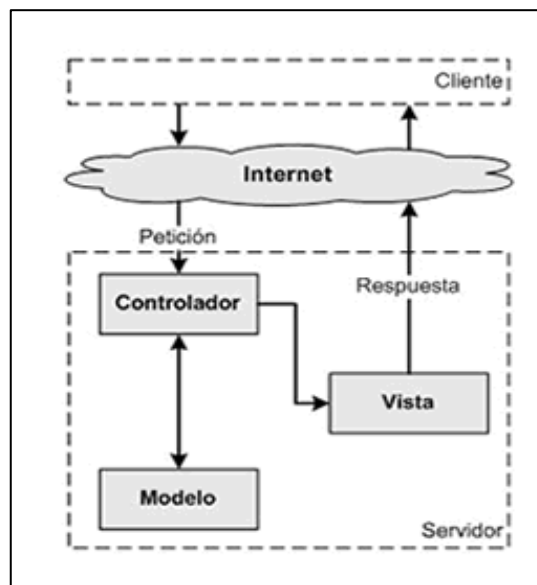 Cliente
Internet
Petición
Controlador
Respuesta
Vista
Modelo
Servidor